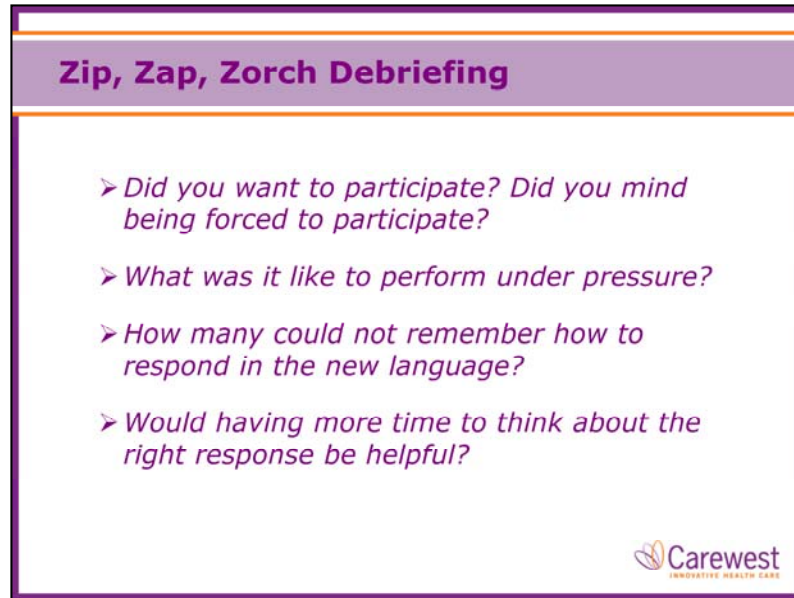 Zip, Zap, Zorch Debriefing
➢ Did you want to participate? Did you mind
being forced to participate?
➢ What was it like to perform under pressure?
➢ How many could not remember how to
respond in the new language?
➢ Would having more time to think about the
right response be helpful?
Carewest
INNOVATIVE HEALTH CARE